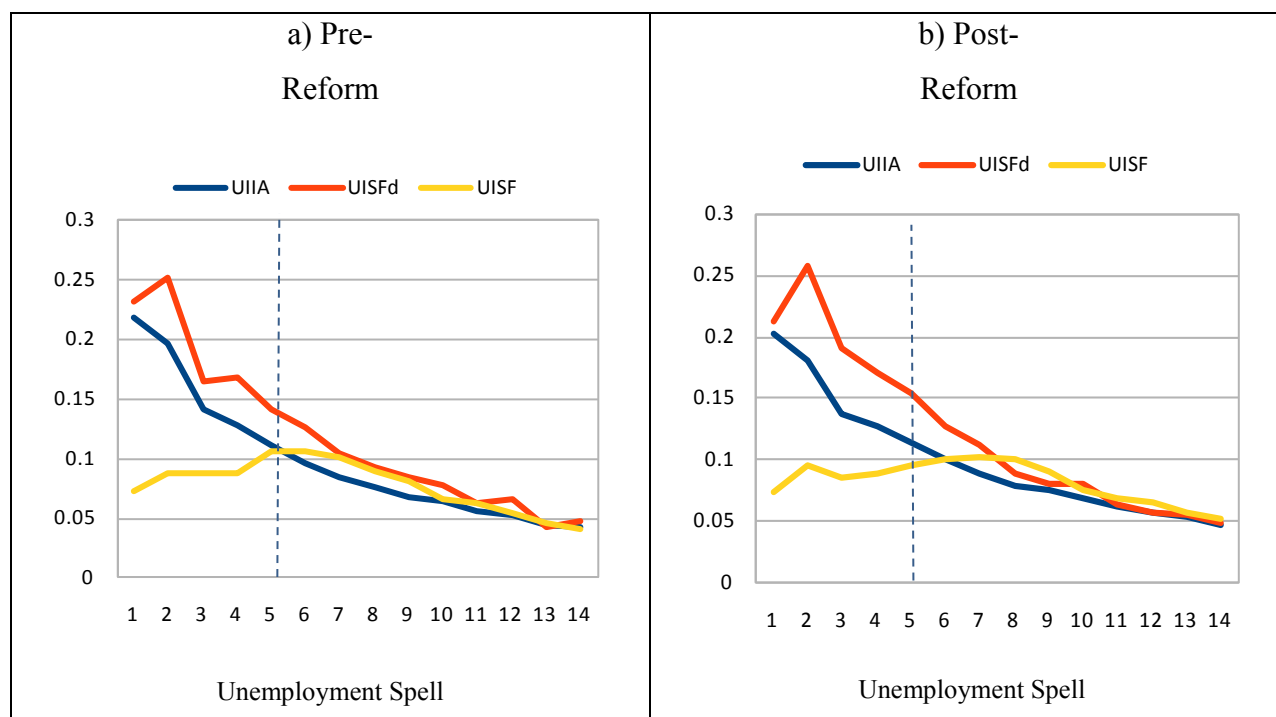 a) Pre-
Reform
UIIA UISFd UISF
0.3
0.25
0.2
0.15
0.1
0.05
0
1 2 3 4 5 6 7 8 9 10 11 12 13 14
Unemployment Spell
b) Post-
Reform
UIIA UISFd UISF
0.3
0.25
0.2
0.15
0.1
0.05
0
1 2 3 4 5 6 7 8 9 10 11 12 13 14
Unemployment Spell